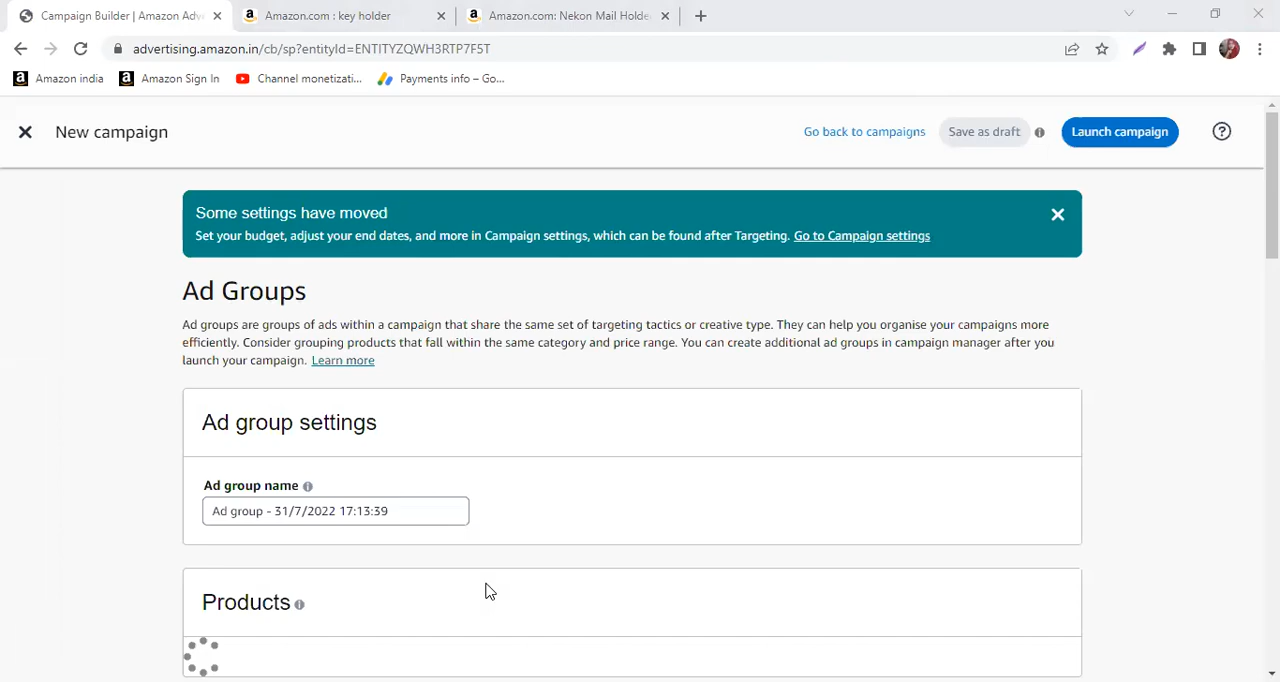 Campaign Builder | Amazon Adve
Amazon.com : key holder
Amazon.com: Nekon Mail Holde
advertising.amazon.in/cb/sp?entityId=ENTITYZQWH3RTP7F5T
Amazon india
Amazon Sign In
Channel monetizati...
Payments info – Go...
New campaign
Go back to campaigns
Save as draft
Launch campaign
Some settings have moved
Set your budget, adjust your end dates, and more in Campaign settings, which can be found after Targeting. Go to Campaign settings
Ad Groups
Ad groups are groups of ads within a campaign that share the same set of targeting tactics or creative type. They can help you organise your campaigns more
efficiently. Consider grouping products that fall within the same category and price range. You can create additional ad groups in campaign manager after you
launch your campaign. Learn more
Ad group settings
Ad group name
Ad group - 31/7/2022 17:13:39
Products